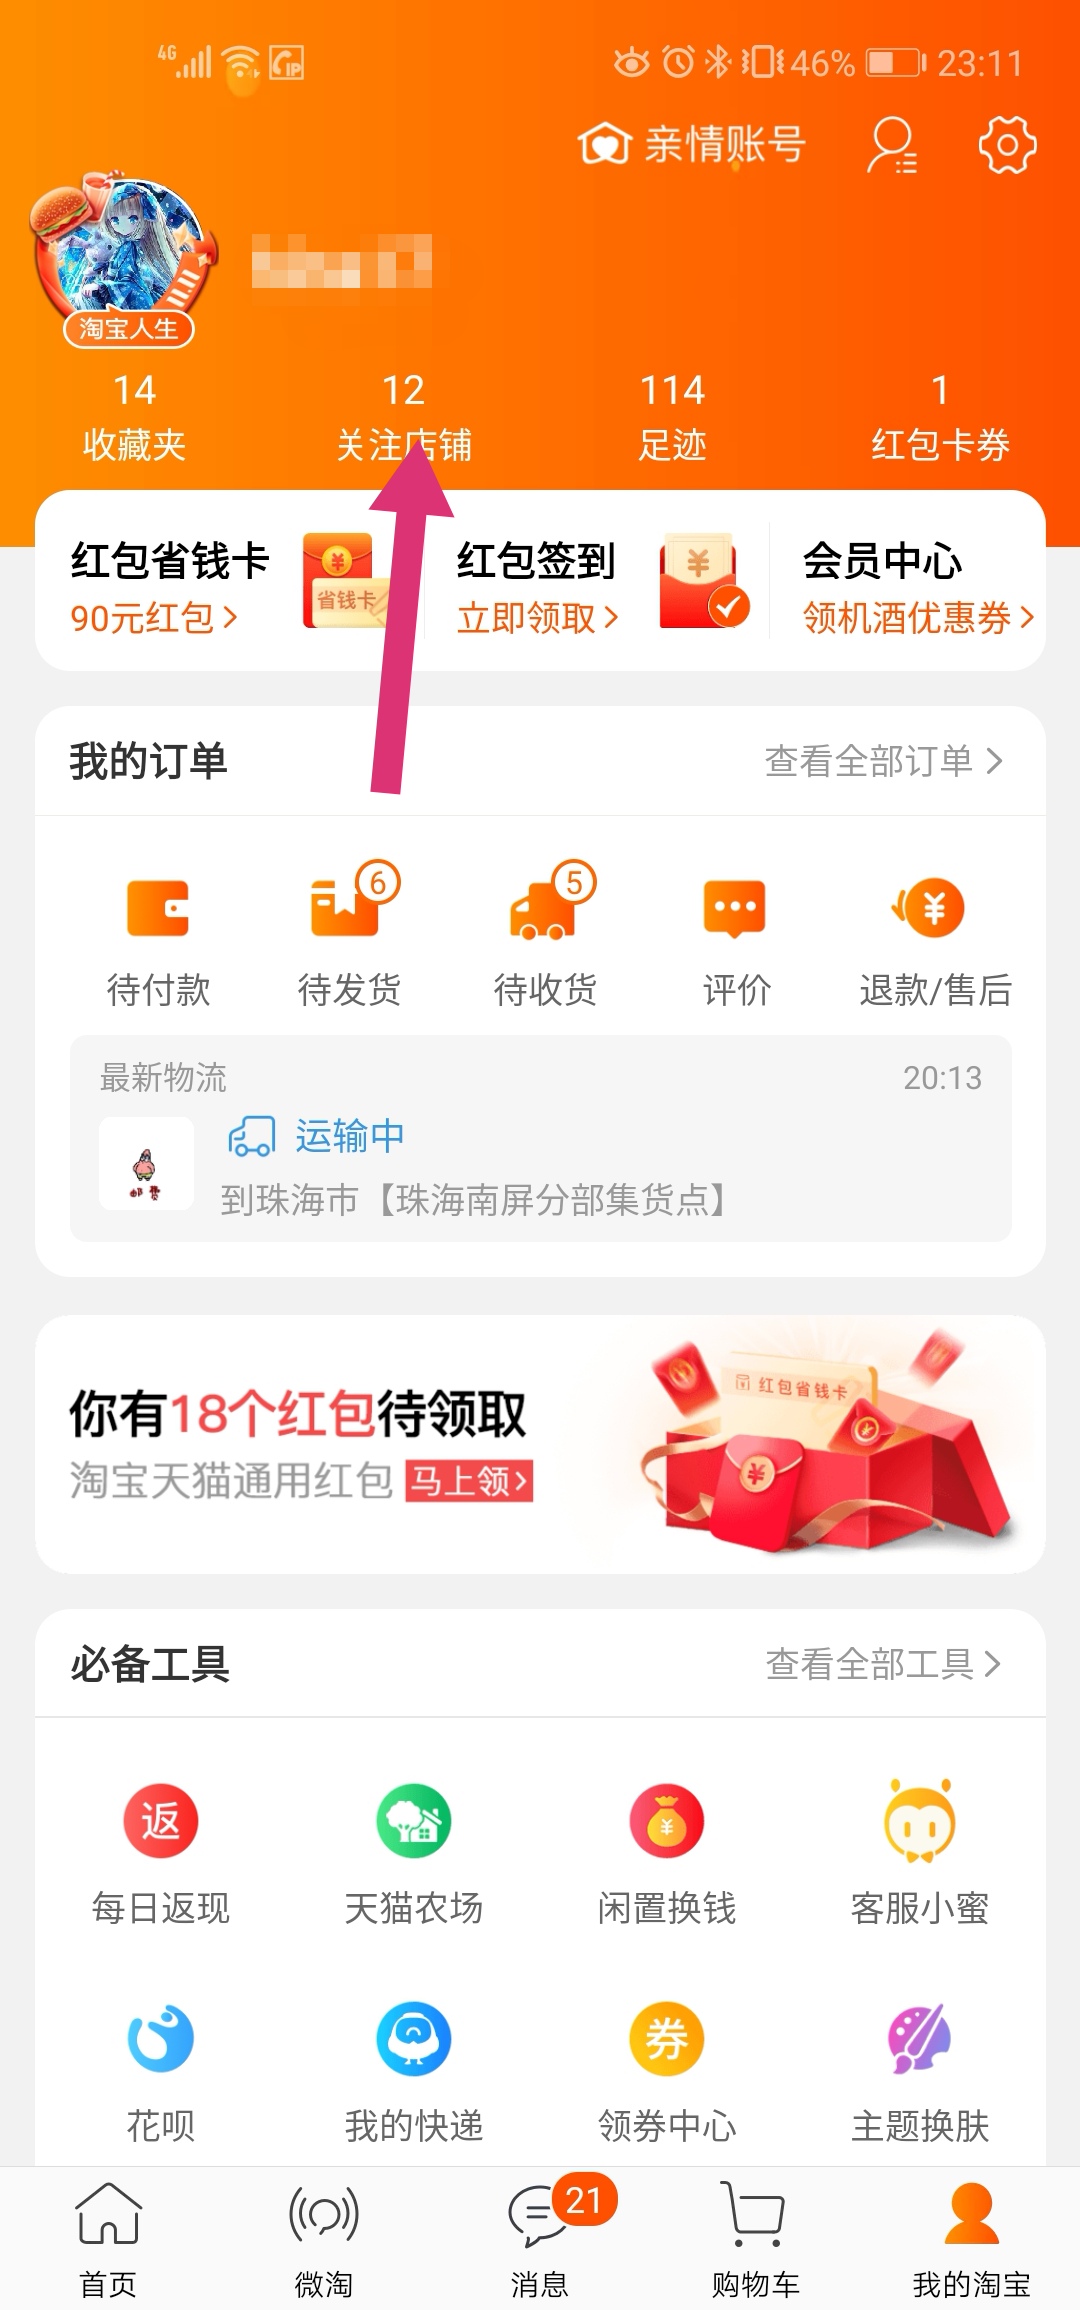 4G 46% 23:11
亲情账号
11.11
淘宝人生
14 12 114 1
收藏夹 关注店铺 足迹 红包卡券
红包省钱卡 省钱卡 红包签到 会员中心
90元红包 立即领取 领机酒优惠券
我的订单 查看全部订单
6 5
待付款 待发货 待收货 评价 退款/售后
最新物流 20:13
运输中
邮费
到珠海市【珠海南屏分部集货点】
红包省钱卡
你有18个红包待领取
淘宝天猫通用红包 马上领
必备工具 查看全部工具
返
每日返现 天猫农场 闲置换钱 客服小蜜
券
花呗 我的快递 领券中心 主题换肤
21
首页 微淘 消息 购物车 我的淘宝